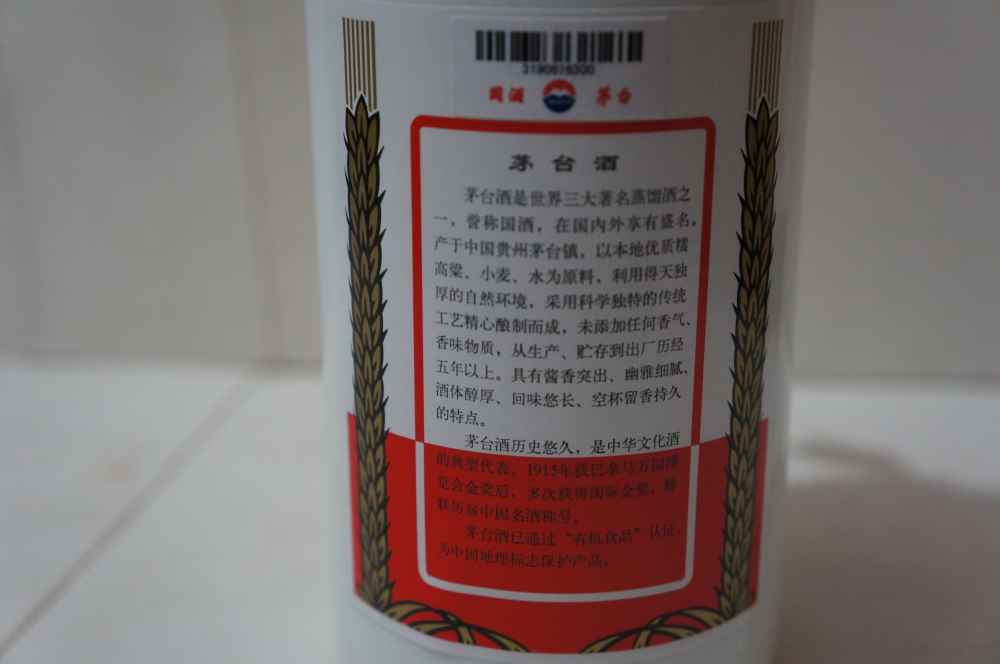 3190616300
国酒 茅台
茅台酒
茅台酒是世界三大著名蒸馏酒之
一，誉称国酒，在国内外享有盛名。
产于中国贵州茅台镇，以本地优质糯
高粱、小麦、水为原料，利用得天独
厚的自然环境，采用科学独特的传统
工艺精心酿制而成，未添加任何香气、
香味物质，从生产、贮存到出厂历经
五年以上。具有酱香突出、幽雅细腻、
酒体醇厚、回味悠长、空杯留香持久
的特点。
茅台酒历史悠久，是中华文化酒
的典型代表，1915年获巴拿马万国博
览会金奖后，多次获得国际金奖，蝉
联历届中国名酒称号。
茅台酒已通过“有机食品”认证，
为中国地理标志保护产品。